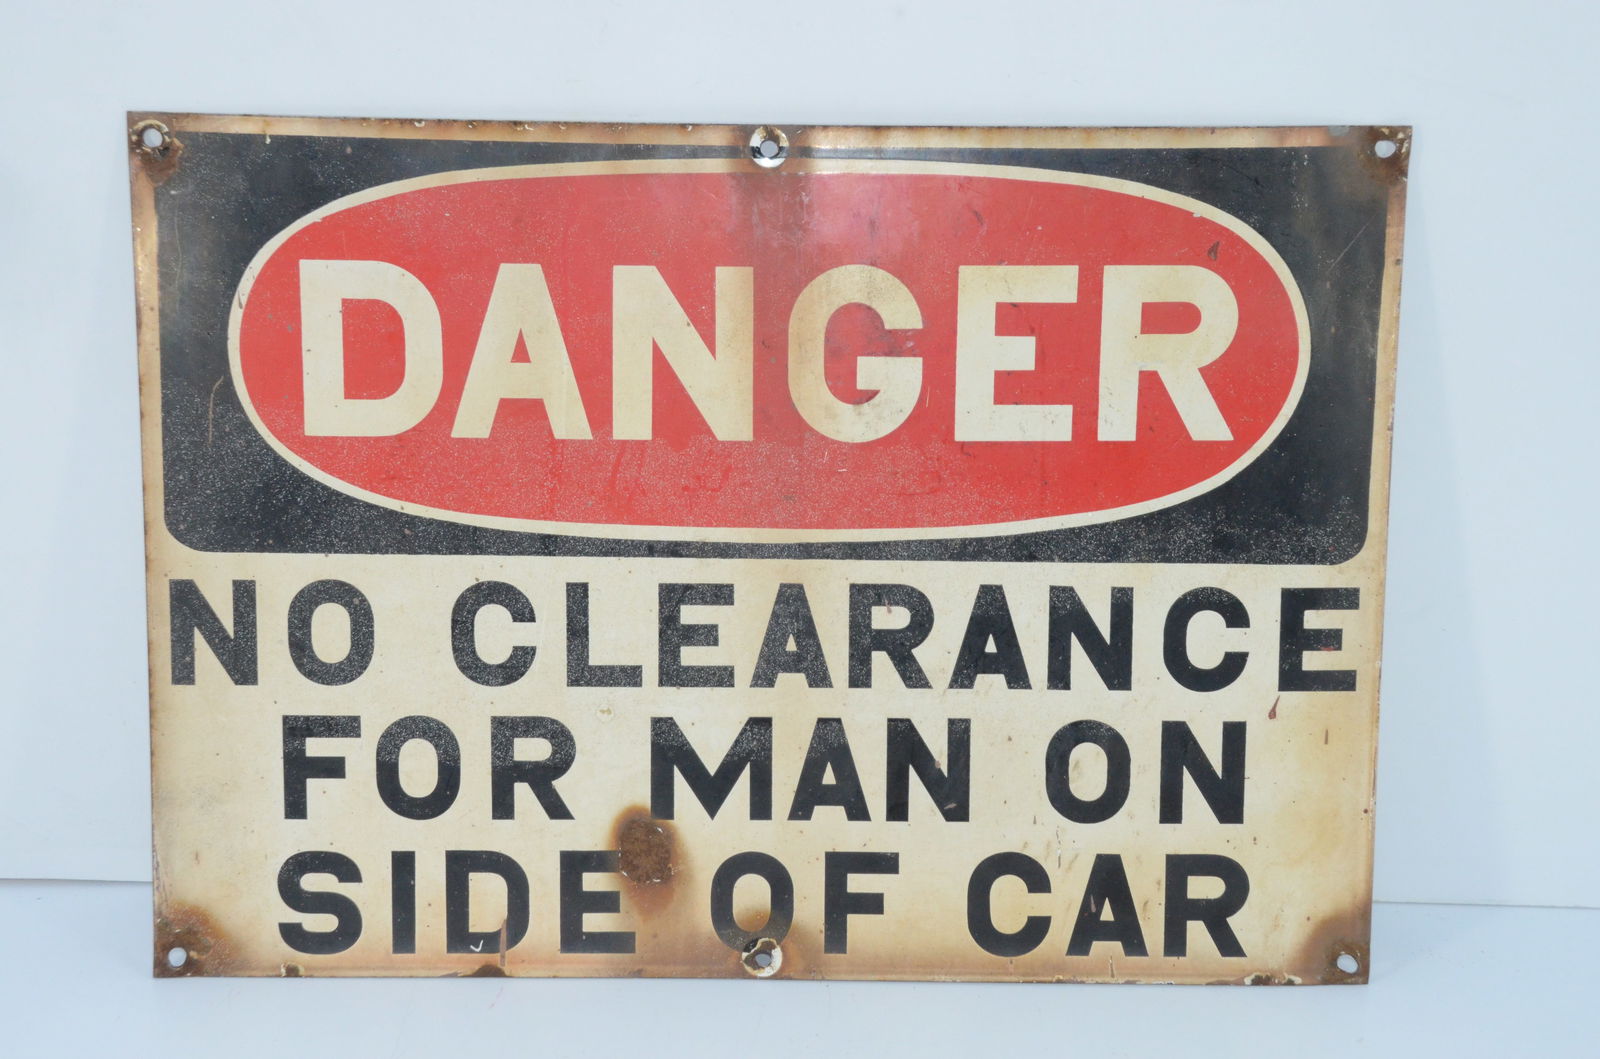 DANGER
NO CLEARANCE
FOR MAN ON
SIDE OF CAR